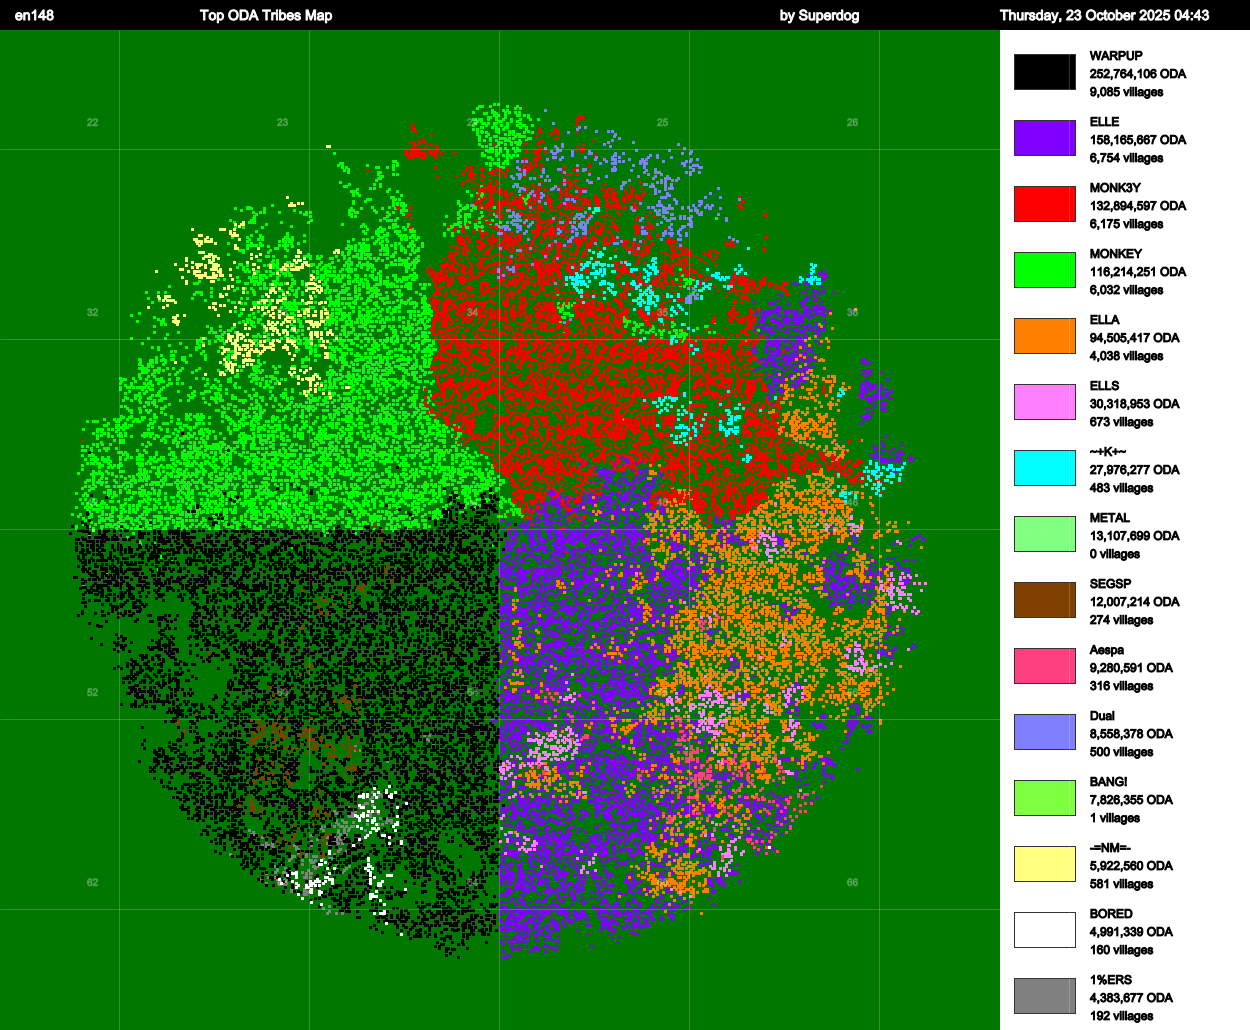 en148 Top ODA Tribes Map by Superdog Thursday, 23 October 2025 04:43
WARPUP
252,764,106 ODA
9,085 villages
ELLE
158,165,667 ODA
6,754 villages
MONK3Y
132,894,597 ODA
6,175 villages
MONKEY
116,214,251 ODA
6,032 villages
ELLA
94,505,417 ODA
4,038 villages
ELLS
30,318,953 ODA
673 villages
~+K+~
27,976,277 ODA
483 villages
METAL
13,107,699 ODA
0 villages
SEGSP
12,007,214 ODA
274 villages
Aespa
9,280,591 ODA
316 villages
Dual
8,558,378 ODA
500 villages
BANG!
7,826,355 ODA
1 villages
-=NM=-
5,922,560 ODA
581 villages
BORED
4,991,339 ODA
160 villages
1%ERS
4,383,677 ODA
192 villages
22 23 25 26
32 34 35 36
52
62 66